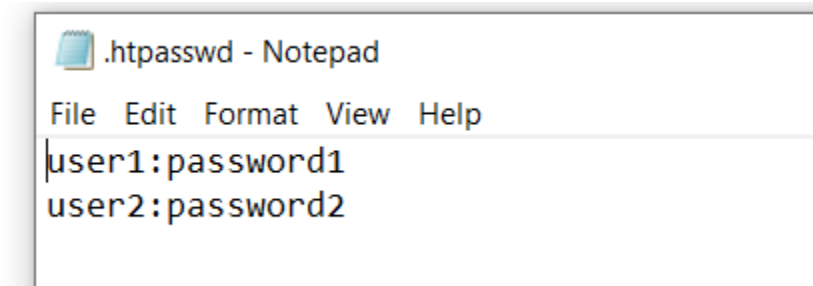 .htpasswd - Notepad
File Edit Format View Help
user1:password1
user2:password2